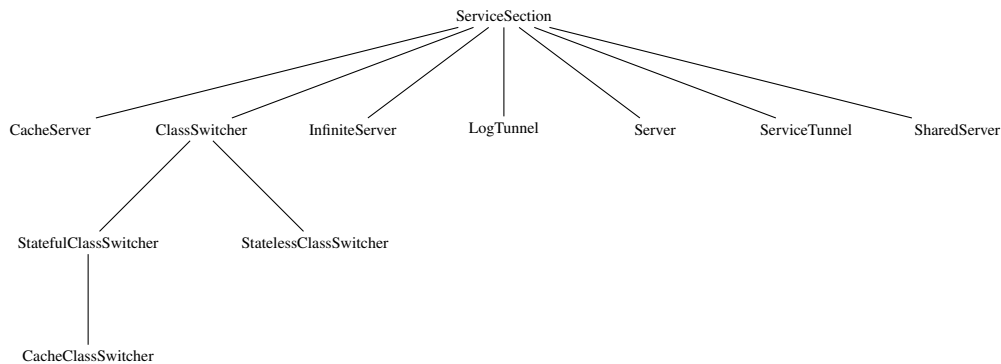 ServiceSection
CacheServer ClassSwitcher InfiniteServer LogTunnel Server ServiceTunnel SharedServer
StatefulClassSwitcher StatelessClassSwitcher
CacheClassSwitcher